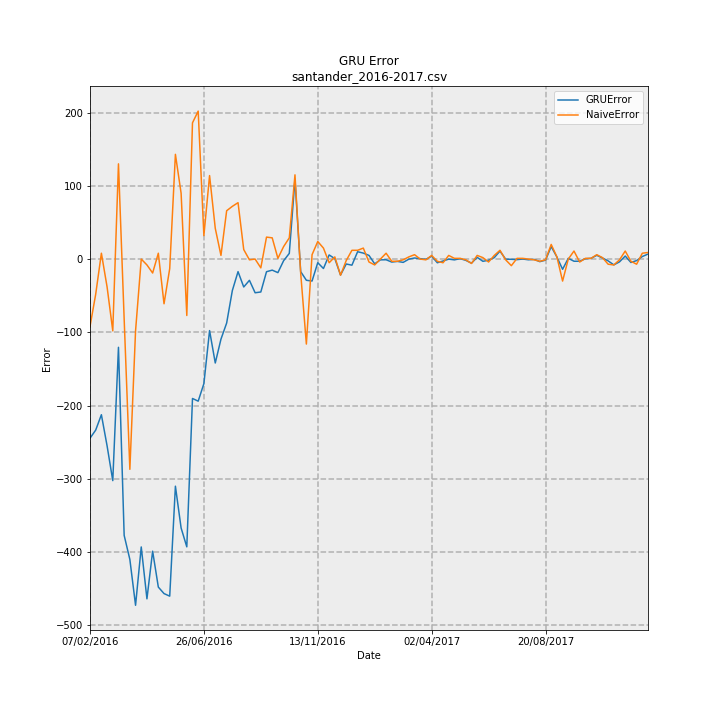 GRU Error
santander_2016-2017.csv
GRUError
NaiveError
200
100
0
−100
−200
−300
−400
−500
Error
07/02/2016 26/06/2016 13/11/2016 02/04/2017 20/08/2017
Date